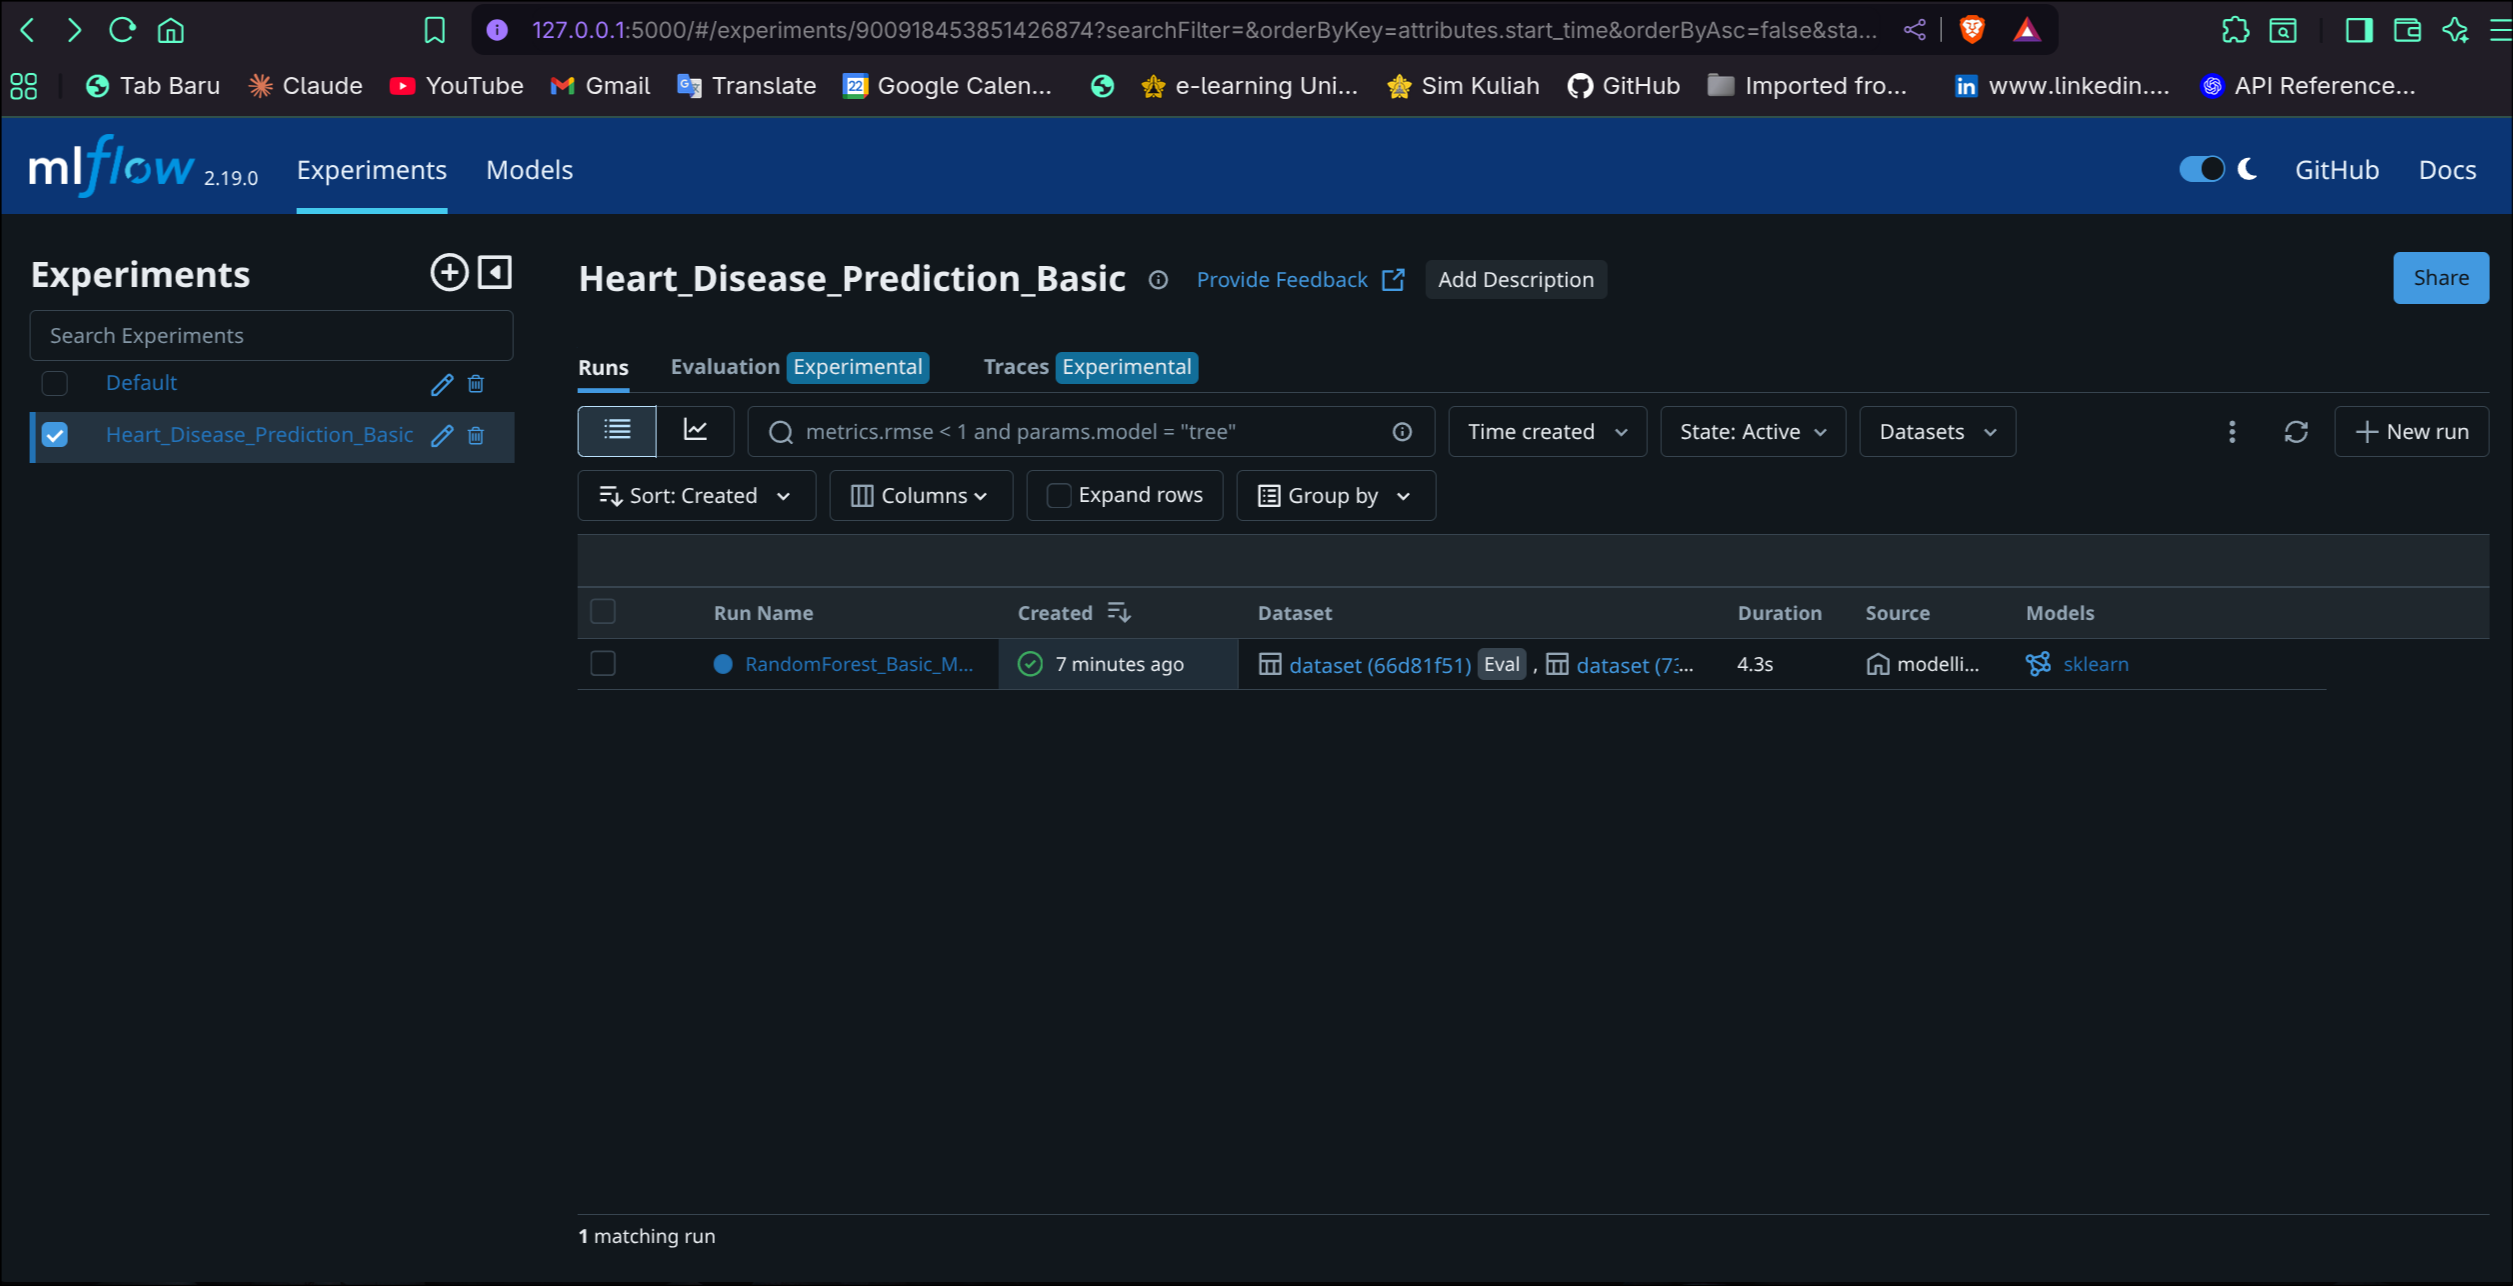 127.0.0.1:5000/#/experiments/900918453851426874?searchFilter=&orderByKey=attributes.start_time&orderByAsc=false&sta...
Tab Baru Claude YouTube Gmail Translate 22 Google Calen... e-learning Uni... Sim Kuliah GitHub Imported fro... in www.linkedin.... API Reference...
mlflow 2.19.0 Experiments Models GitHub Docs
Experiments
Search Experiments
Default
Heart_Disease_Prediction_Basic
Heart_Disease_Prediction_Basic Provide Feedback Add Description Share
Runs Evaluation Experimental Traces Experimental
metrics.rmse < 1 and params.model = "tree" Time created State: Active Datasets New run
Sort: Created Columns Expand rows Group by
Run Name Created Dataset Duration Source Models
RandomForest_Basic_M... 7 minutes ago dataset (66d81f51) Eval , dataset (73... 4.3s modelli... sklearn
1 matching run